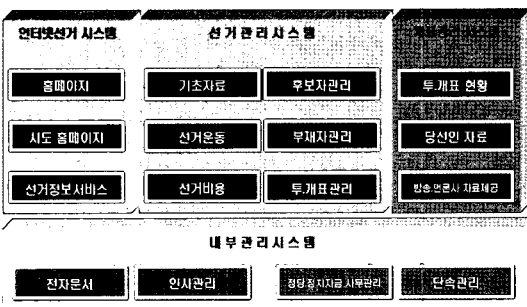 인터넷선거 시스템
선거관리시스템
홈페이지
기초자료
후보자관리
투.개표 현황
시도 홈페이지
선거운동
부재자관리
당선인 자료
선거정보서비스
선거비용
투.개표관리
방송.언론사 자료제공
내부관리시스템
전자문서
인사관리
정당.정치자금 사무관리
단속관리